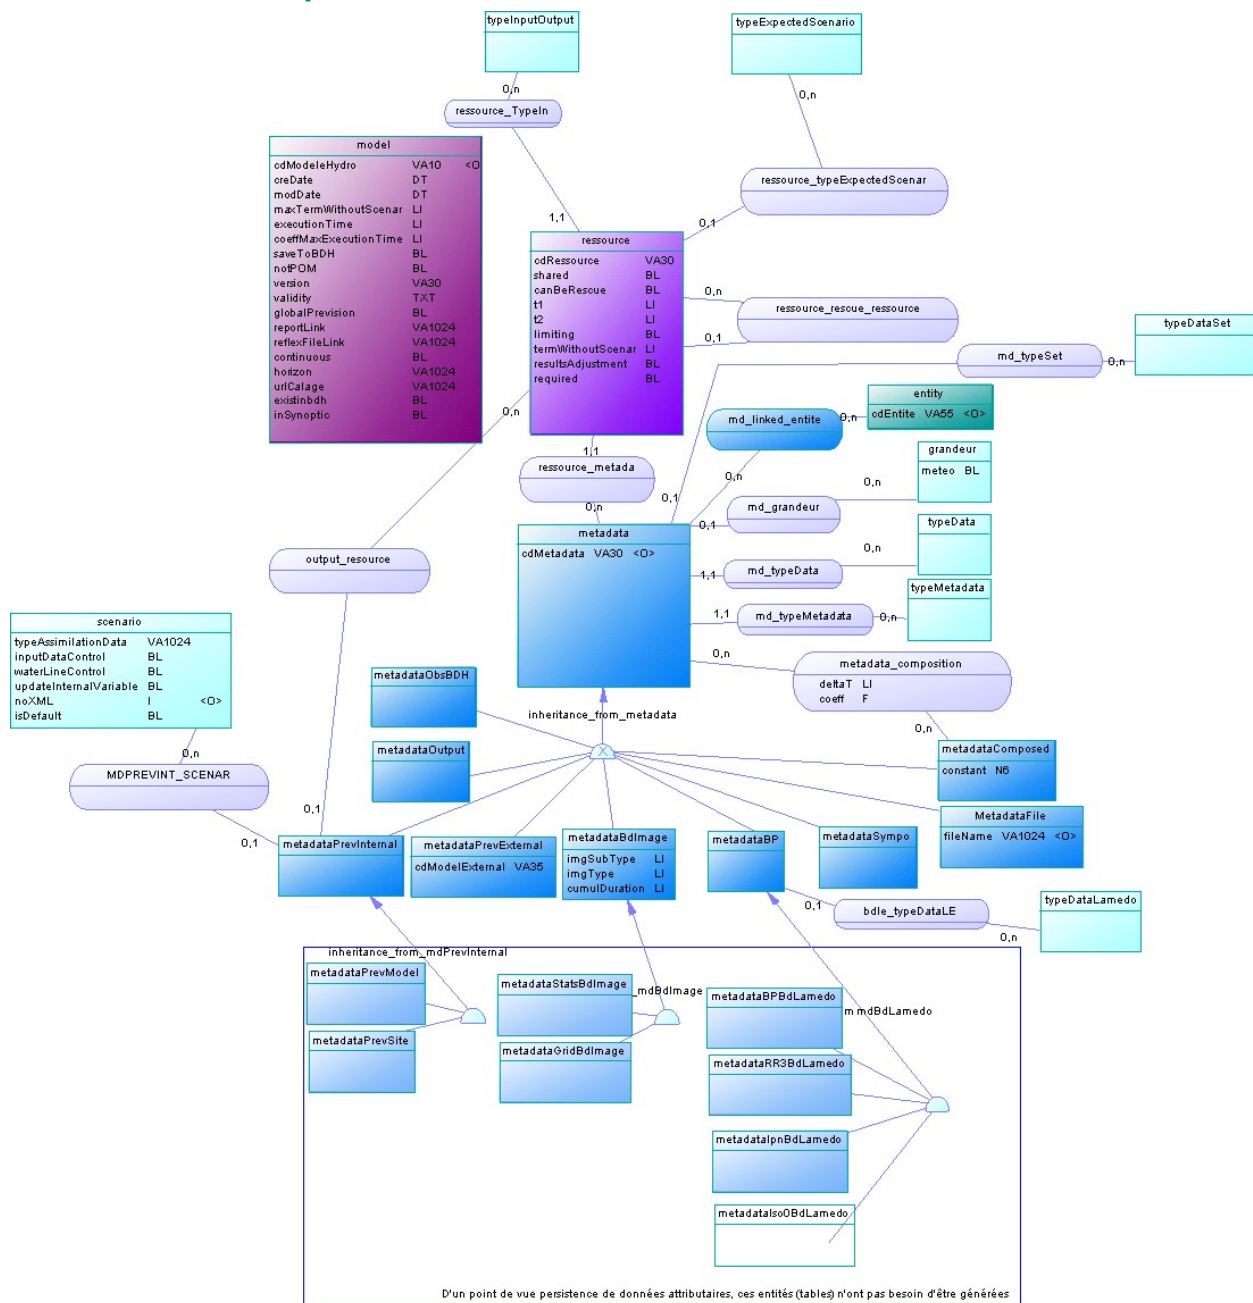 typeInputOutput
typeExpectedScenario
0,n
0,n
ressource_TypeIn
model
cdModeleHydro VA10 <O
creDate DT
modDate DT
maxTermWithoutScenar LI
executionTime LI
coeffMaxExecutionTime LI
saveToBDH BL
notPOM BL
version VA30
validity TXT
globalPrevision BL
reportLink VA1024
reflexFileLink VA1024
continuous BL
horizon VA1024
urlCalage VA1024
existinbdh BL
inSynoptic BL
ressource_typeExpectedScenar
1,1
0,1
ressource
cdRessource VA30
shared BL
canBeRescue BL
t1 LI
t2 LI
limiting BL
termWithoutScenar LI
resultsAdjustment BL
required BL
0,n
ressource_rescue_ressource
0,1
typeDataSet
md_typeSet
0,n
entity
cdEntite VA55 <O>
md_linked_entite
0,n
0,n
1,1
ressource_metada
0,n
0,n
0,1
grandeur
meteo BL
0,n
md_grandeur
0,1
metadata
cdMetadata VA30 <O>
typeData
0,n
md_typeData
1,1
typeMetadata
1,1
md_typeMetadata
0,n
output_resource
scenario
typeAssimilationData VA1024
inputDataControl BL
waterLineControl BL
updateInternalVariable BL
noXML I <O>
isDefault BL
0,n
metadata_composition
deltaT LI
coeff F
0,n
metadataObsBDH
inheritance_from_metadata
X
metadataOutput
metadataComposed
constant N6
0,n
MDPREVINT_SCENAR
0,1
0,1
metadataPrevInternal
metadataPrevExternal
cdModelExternal VA35
metadataBdImage
imgSubType LI
imgType LI
cumulDuration LI
metadataBP
metadataSympo
MetadataFile
fileName VA1024 <O>
0,1
bdle_typeDataLE
0,n
typeDataLamedo
inheritance_from_mdPrevInternal
metadataPrevModel
metadataPrevSite
metadataStatsBdImage
_mdBdImage
metadataGridBdImage
metadataBPBdLamedo
m mdBdLamedo
metadataRR3BdLamedo
metadataIpnBdLamedo
metadataIso0BdLamedo
D'un point de vue persistence de données attributaires, ces entités (tables) n'ont pas besoin d'être générées